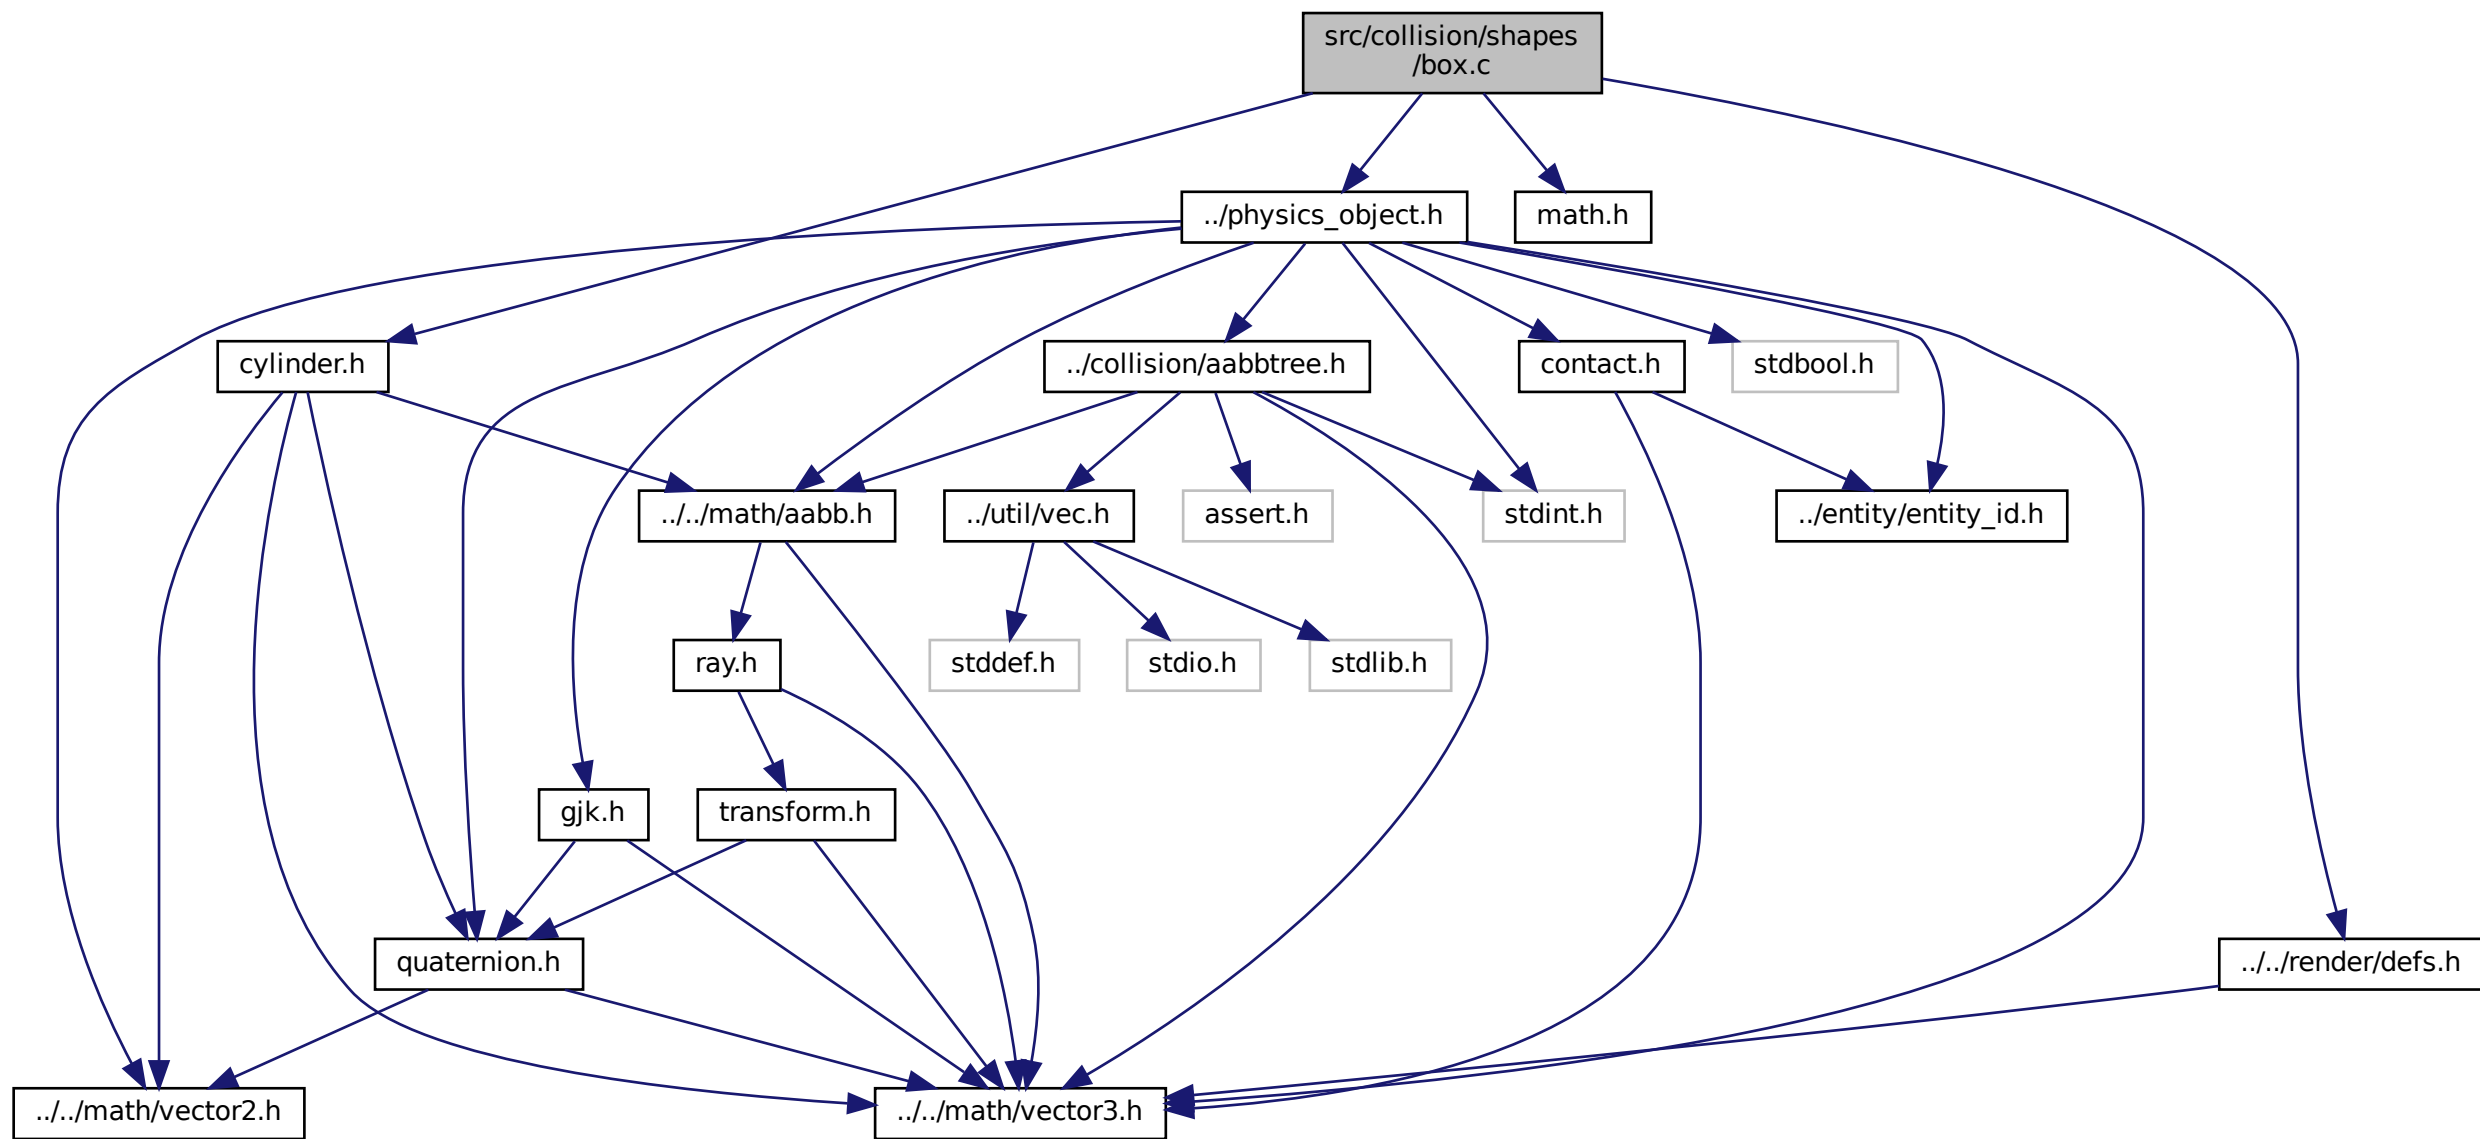 src/collision/shapes
/box.c
../physics_object.h
math.h
cylinder.h
../collision/aabbtree.h
contact.h
stdbool.h
../../math/aabb.h
../util/vec.h
assert.h
stdint.h
../entity/entity_id.h
ray.h
stddef.h
stdio.h
stdlib.h
gjk.h
transform.h
quaternion.h
../../render/defs.h
../../math/vector2.h
../../math/vector3.h